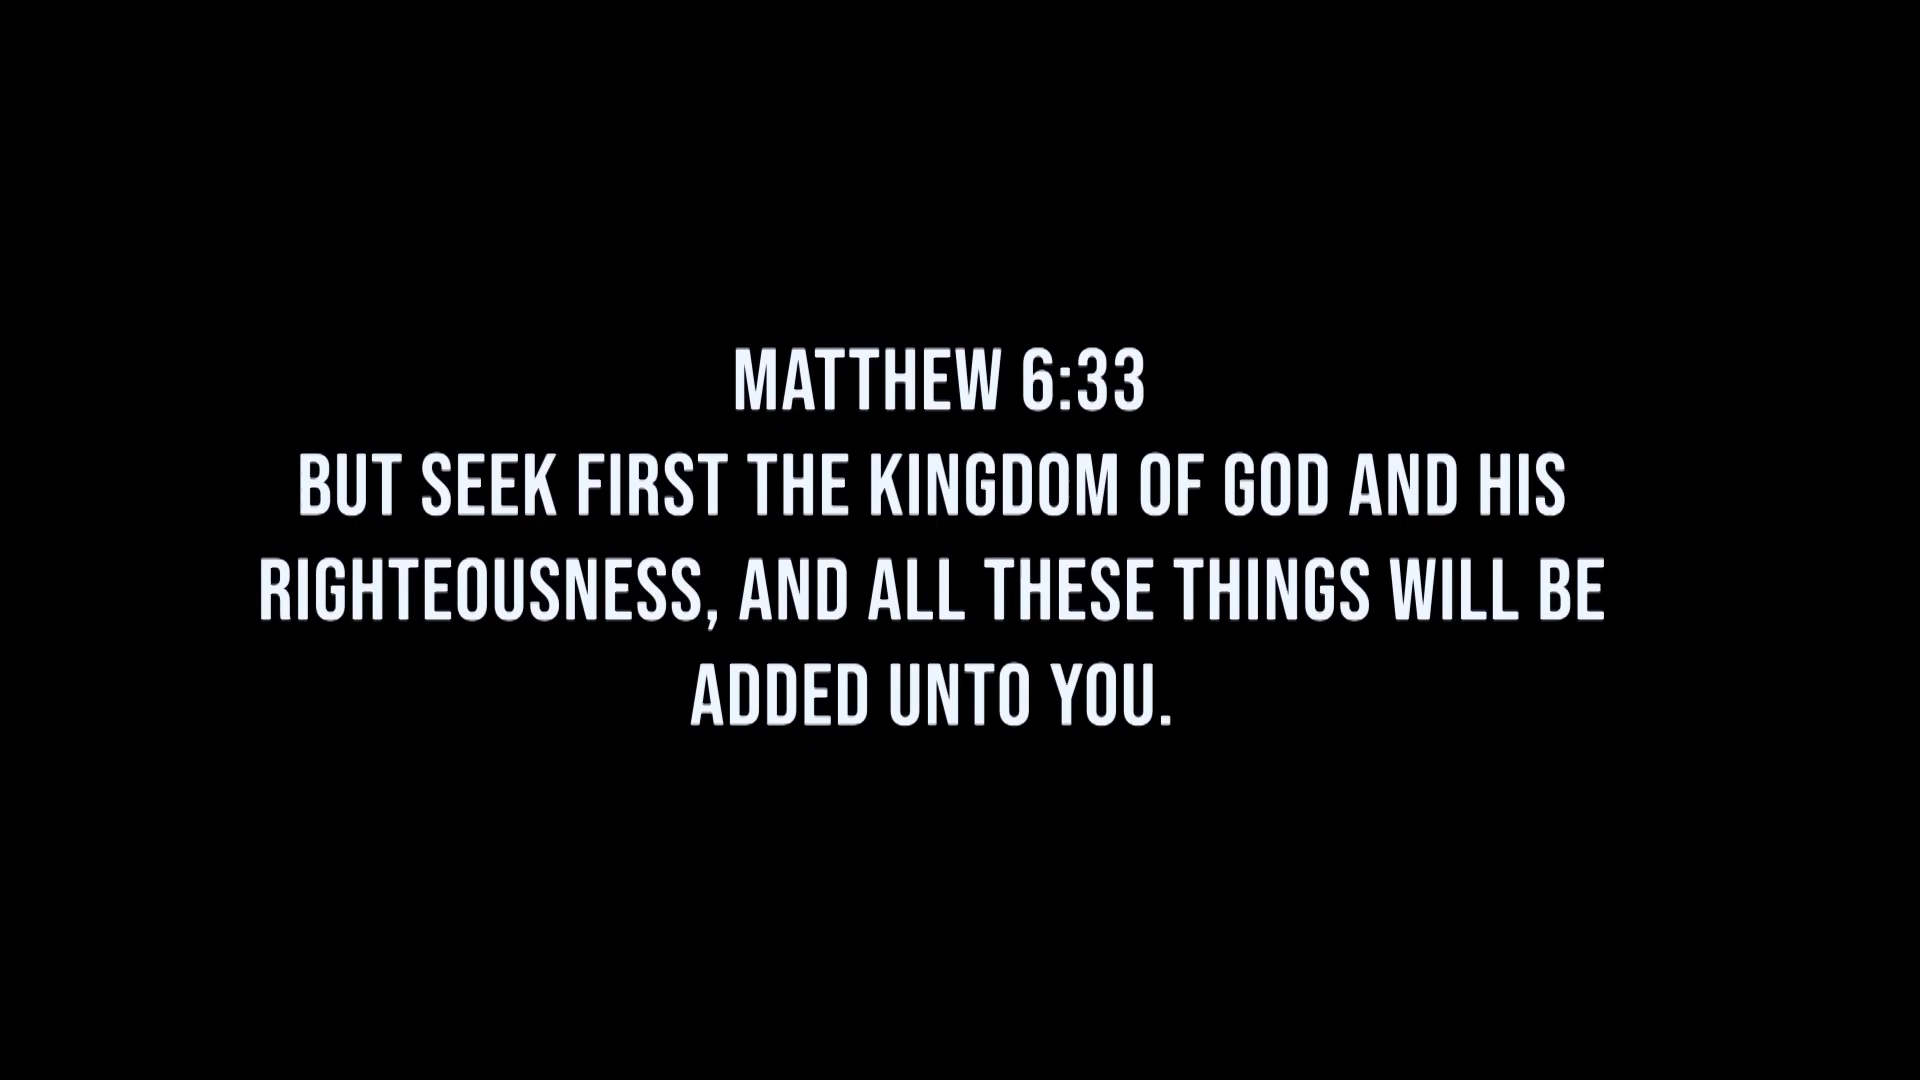 MATTHEW 6:33
BUT SEEK FIRST THE KINGDOM OF GOD AND HIS
RIGHTEOUSNESS, AND ALL THESE THINGS WILL BE
ADDED UNTO YOU.